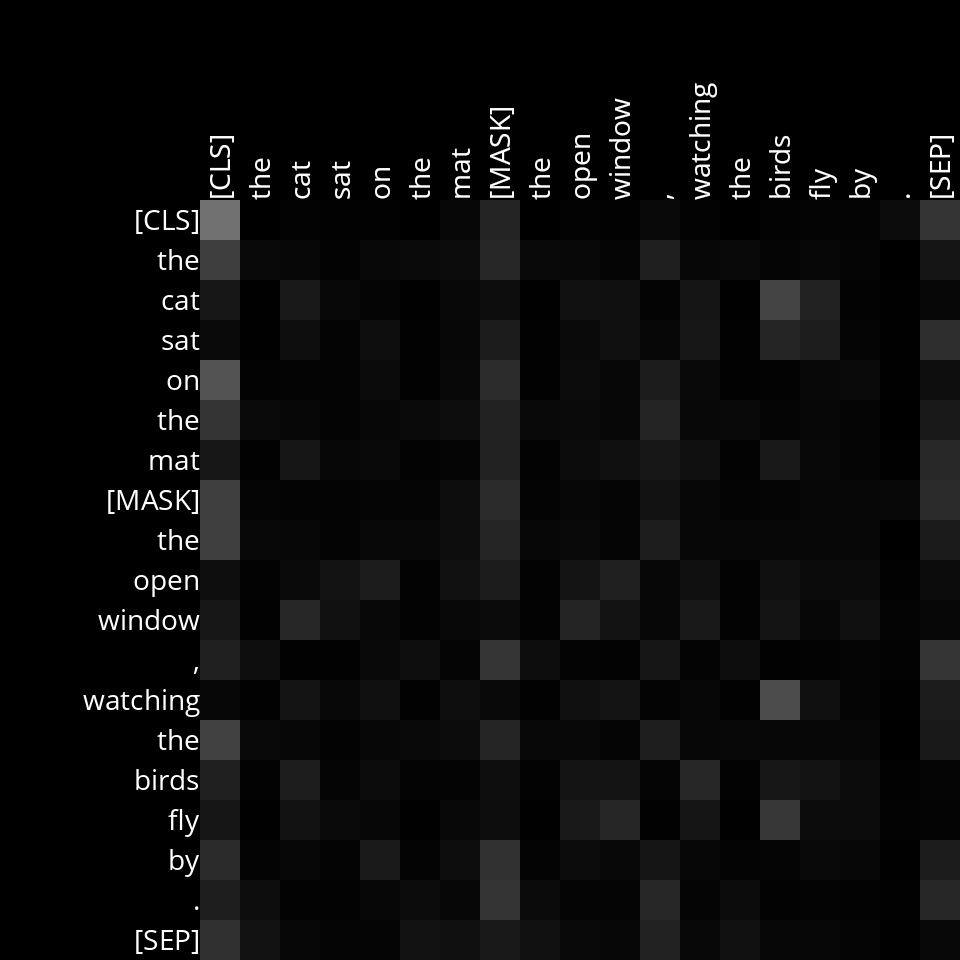 [CLS] the cat sat on the mat [MASK] the open window , watching the birds fly by . [SEP]
[CLS]
the
cat
sat
on
the
mat
[MASK]
the
open
window
,
watching
the
birds
fly
by
.
[SEP]